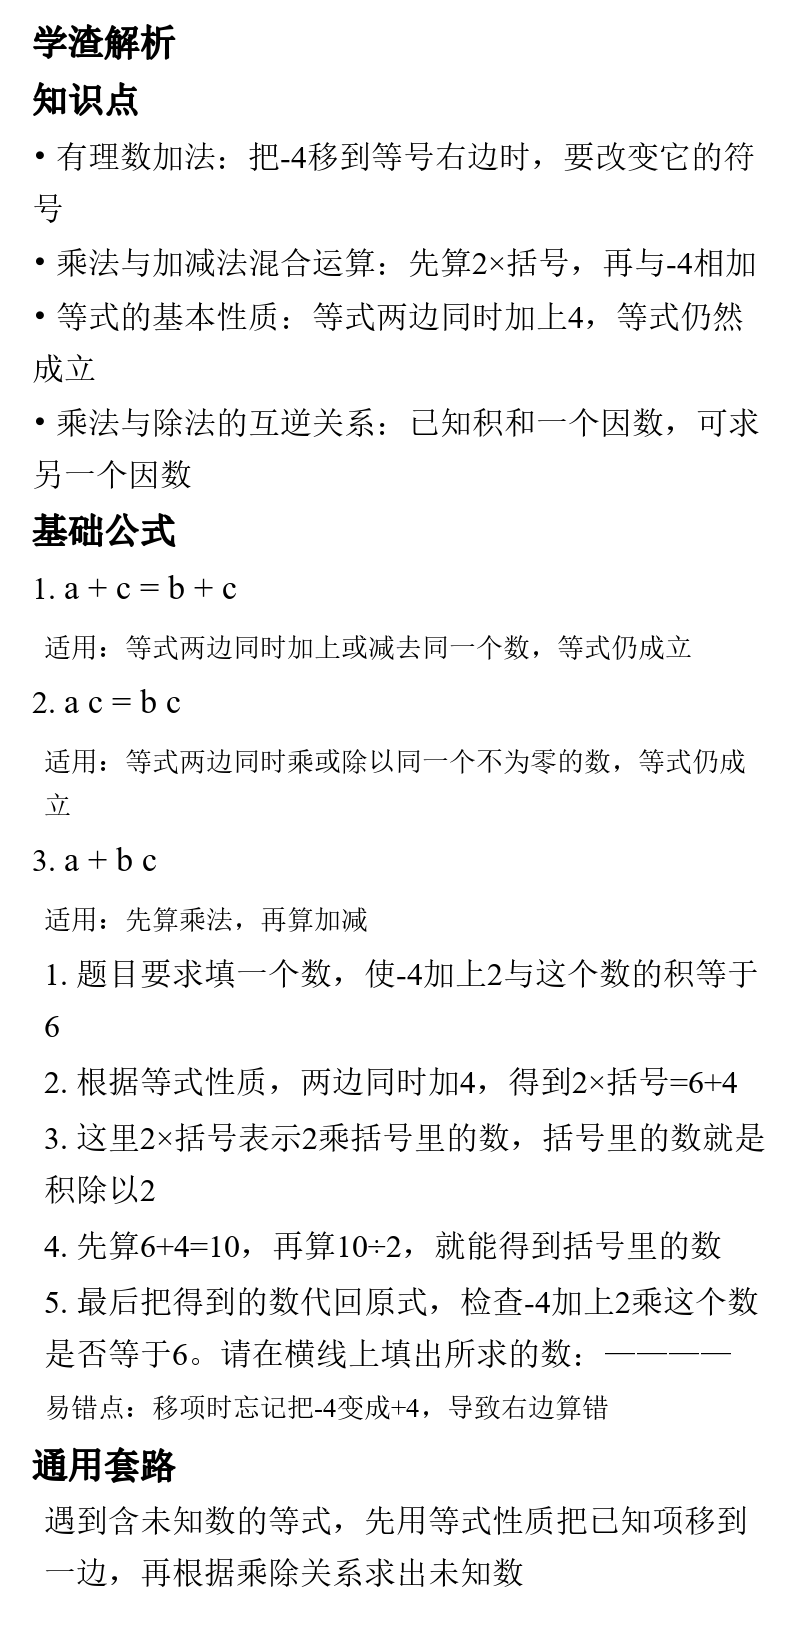 学渣解析
知识点
• 有理数加法：把-4移到等号右边时，要改变它的符
号
• 乘法与加减法混合运算：先算2×括号，再与-4相加
• 等式的基本性质：等式两边同时加上4，等式仍然
成立
• 乘法与除法的互逆关系：已知积和一个因数，可求
另一个因数
基础公式
1. a + c = b + c
适用：等式两边同时加上或减去同一个数，等式仍成立
2. a c = b c
适用：等式两边同时乘或除以同一个不为零的数，等式仍成
立
3. a + b c
适用：先算乘法，再算加减
1. 题目要求填一个数，使-4加上2与这个数的积等于
6
2. 根据等式性质，两边同时加4，得到2×括号=6+4
3. 这里2×括号表示2乘括号里的数，括号里的数就是
积除以2
4. 先算6+4=10，再算10÷2，就能得到括号里的数
5. 最后把得到的数代回原式，检查-4加上2乘这个数
是否等于6。请在横线上填出所求的数：————
易错点：移项时忘记把-4变成+4，导致右边算错
通用套路
遇到含未知数的等式，先用等式性质把已知项移到
一边，再根据乘除关系求出未知数